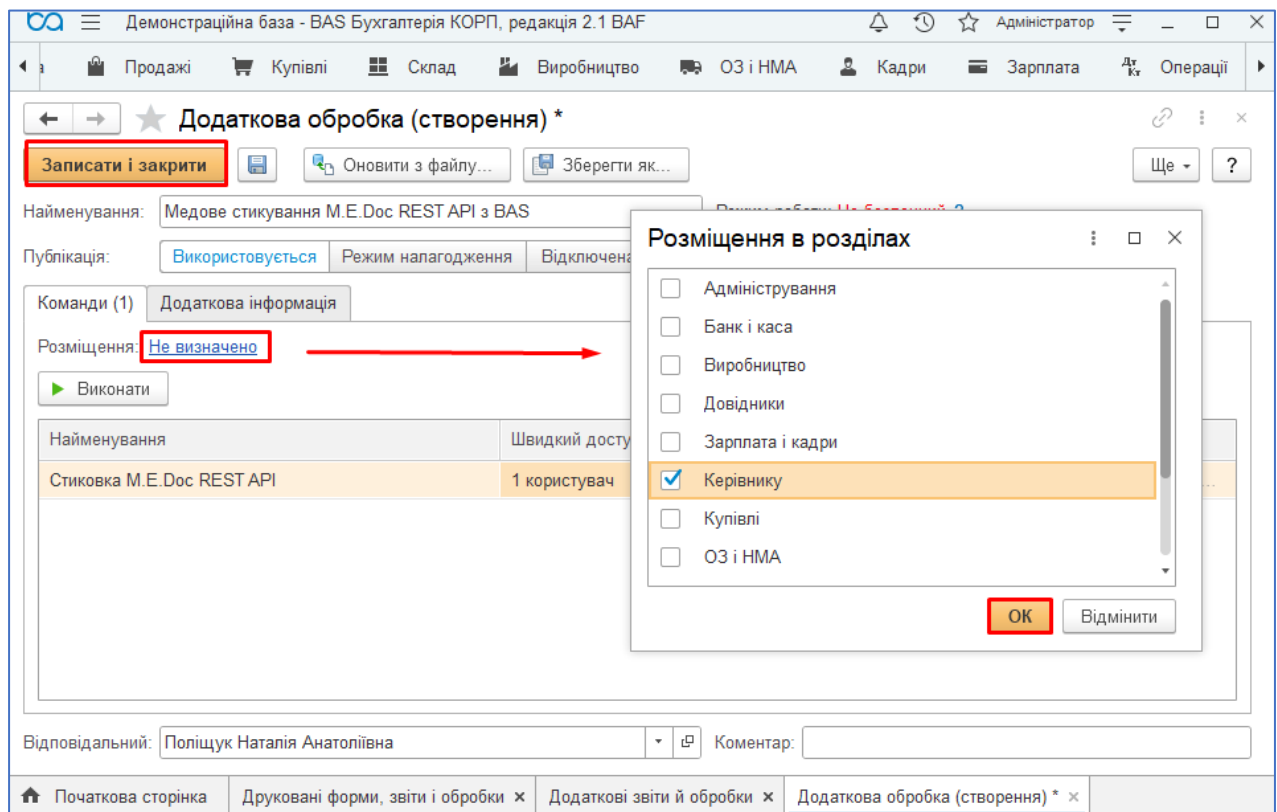 Демонстраційна база - BAS Бухгалтерія КОРП, редакція 2.1 BAF Адміністратор
Продажі Купівлі Склад Виробництво ОЗ і НМА Кадри Зарплата Дт Кт Операції
Додаткова обробка (створення) *
Записати і закрити Оновити з файлу... Зберегти як... Ще ?
Найменування: Медове стикування M.E.Doc REST API з BAS
Публікація: Використовується Режим налагодження Відключена
Команди (1) Додаткова інформація
Розміщення: Не визначено
Виконати
Найменування Швидкий досту
Стиковка M.E.Doc REST API 1 користувач
Розміщення в розділах
Адміністрування
Банк і каса
Виробництво
Довідники
Зарплата і кадри
Керівнику
Купівлі
ОЗ і НМА
ОК Відмінити
Відповідальний: Поліщук Наталія Анатоліївна Коментар:
Початкова сторінка Друковані форми, звіти і обробки × Додаткові звіти й обробки × Додаткова обробка (створення) * ×